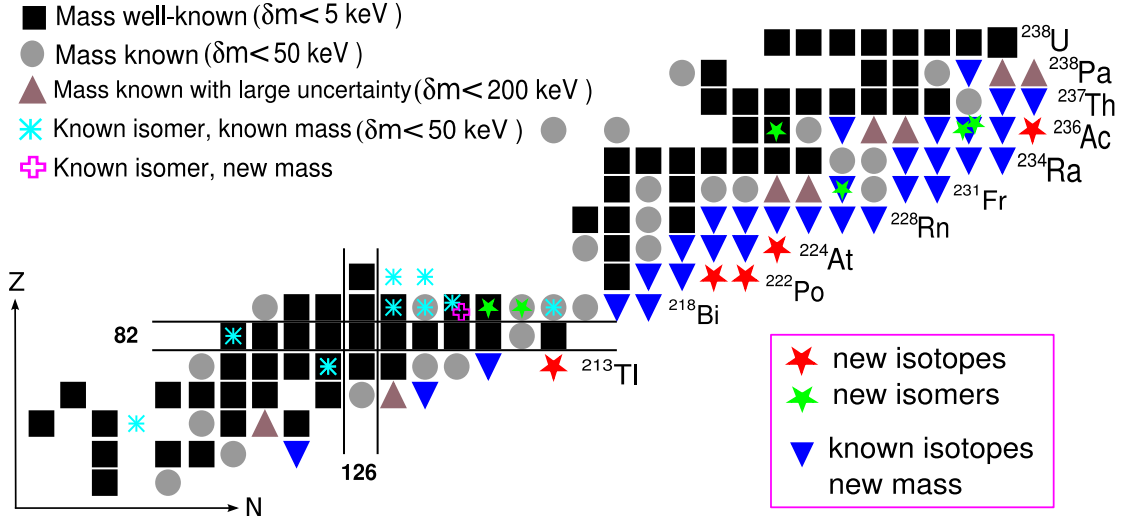 Mass well-known (δm< 5 keV )
Mass known (δm< 50 keV )
Mass known with large uncertainty (δm< 200 keV )
Known isomer, known mass (δm< 50 keV )
Known isomer, new mass
²³⁸U
²³⁸Pa
²³⁷Th
²³⁶Ac
²³⁴Ra
²³¹Fr
²²⁸Rn
²²⁴At
²²²Po
²¹⁸Bi
²¹³Tl
Z
82
126
N
new isotopes
new isomers
known isotopes
new mass